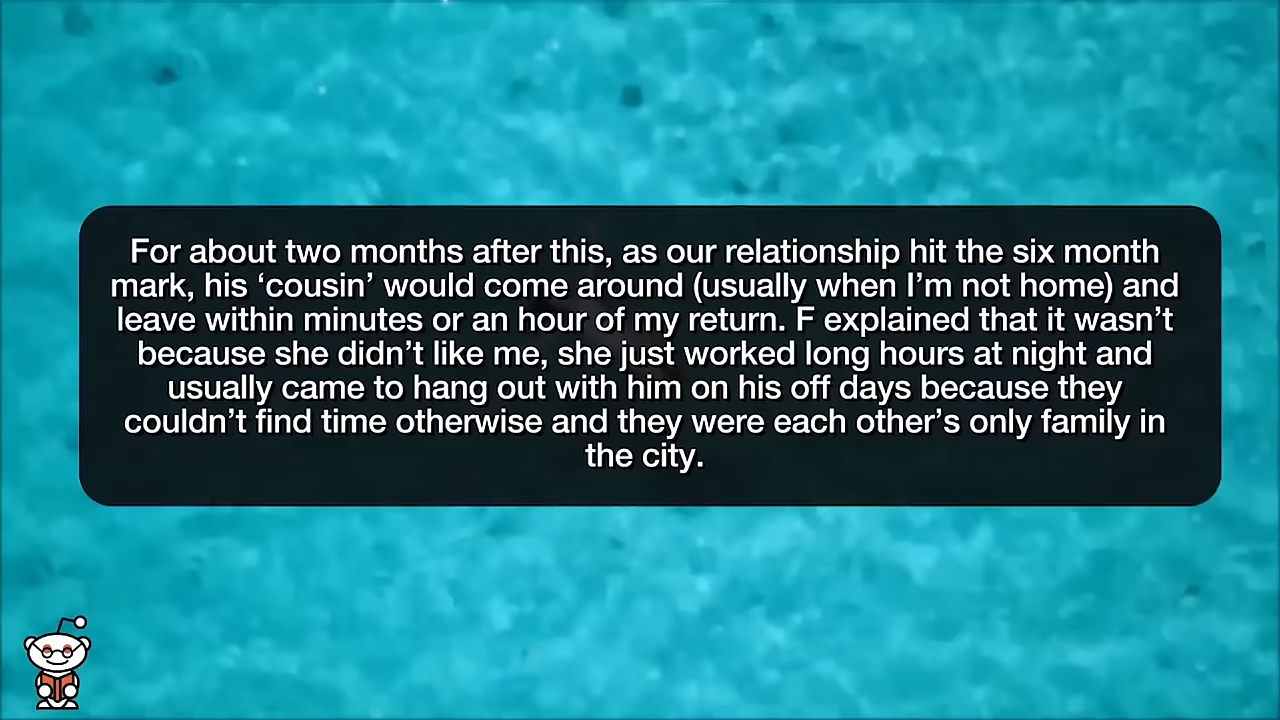 For about two months after this, as our relationship hit the six month
mark, his ‘cousin’ would come around (usually when I’m not home) and
leave within minutes or an hour of my return. F explained that it wasn’t
because she didn’t like me, she just worked long hours at night and
usually came to hang out with him on his off days because they
couldn’t find time otherwise and they were each other’s only family in
the city.